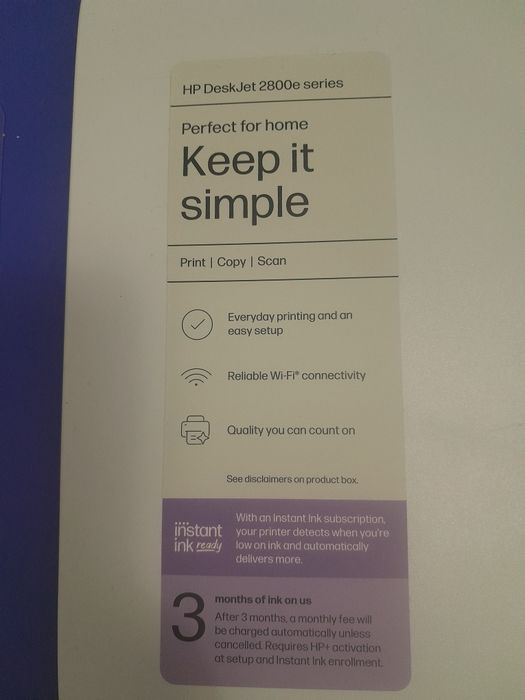 HP DeskJet 2800e series
Perfect for home
Keep it
simple
Print | Copy | Scan
Everyday printing and an
easy setup
Reliable Wi-Fi® connectivity
Quality you can count on
See disclaimers on product box.
instant
ink ready
With an Instant Ink subscription,
your printer detects when you're
low on ink and automatically
delivers more.
3
months of ink on us
After 3 months, a monthly fee will
be charged automatically unless
cancelled. Requires HP+ activation
at setup and Instant Ink enrollment.